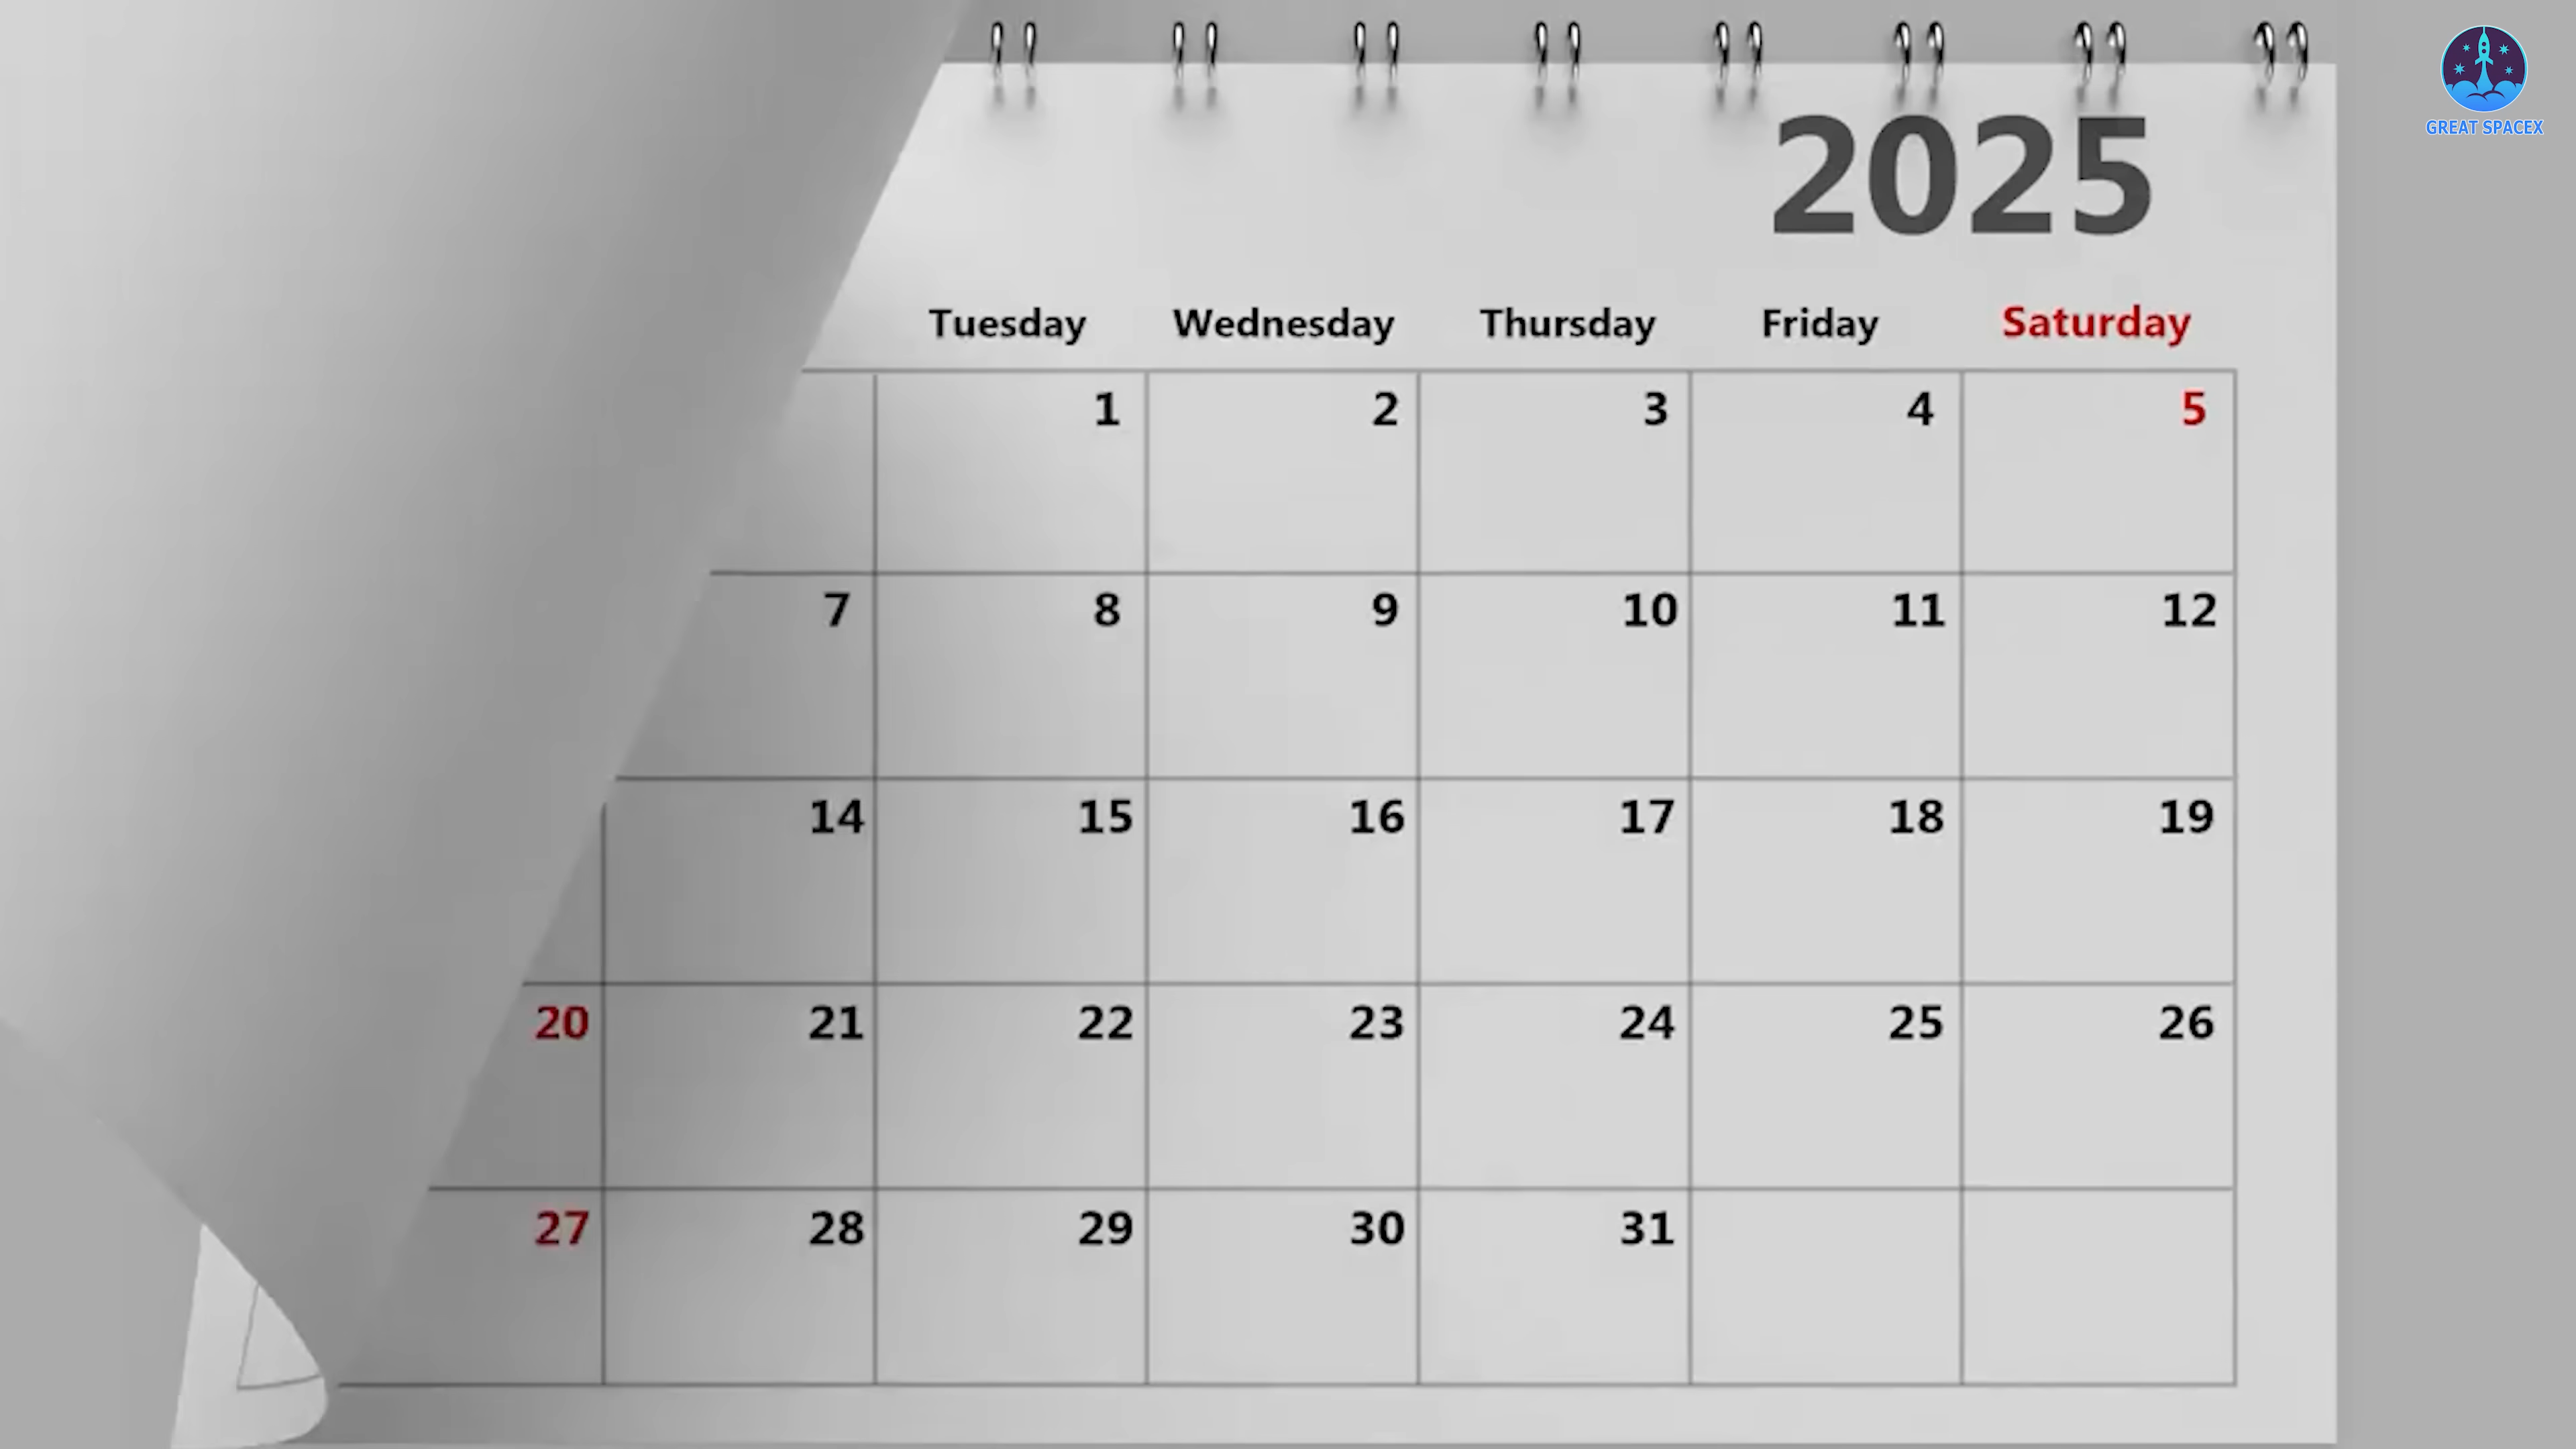 GREAT SPACEX
2025
Tuesday Wednesday Thursday Friday Saturday
1 2 3 4 5
7 8 9 10 11 12
14 15 16 17 18 19
20 21 22 23 24 25 26
27 28 29 30 31